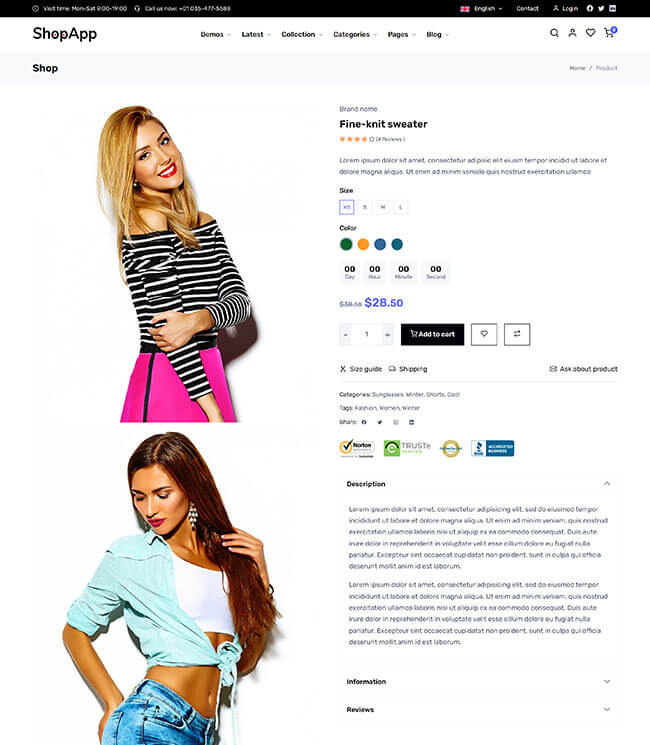 Visit time: Mon-Sat 9:00-19:00 Call us now: +01 035-477-5588 English Contact Login
ShopApp Demos Latest Collection Categories Pages Blog 0
Shop Home / Product
Brand name
Fine-knit sweater
(4 Reviews)
Lorem ipsum dolor sit amet, consectetur adipisic elit eiusm tempor incidid ut labore et
dolore magna aliqua. Ut enim ad minim venialo quis nostrud exercitation ullamco
Size
XS S M L
Color
00 00 00 00
Day Hour Minute Second
$38.50 $28.50
- 1 + Add to cart
Size guide Shipping Ask about product
Categories: Sunglasses. Winter, Shorts, Cool
Tags: Fashion, Women, Winter
Share:
Norton TRUSTe ACCREDITED
VERIFIED BBB BUSINESS
Description
Lorem ipsum dolor sit amet, consectetur adipisicing elit, sed do eiusmod tempor
incididunt ut labore et dolore magna aliqua. Ut enim ad minim veniam, quis nostrud
exercitation ullamco laboris nisi ut aliquip ex ea commodo consequat. Duis aute
irure dolor in reprehenderit in voluptate velit esse cillum dolore eu fugiat nulla
pariatur. Excepteur sint occaecat cupidatat non proident, sunt in culpa qui officia
deserunt mollit anim id est laborum.
Lorem ipsum dolor sit amet, consectetur adipisicing elit, sed do eiusmod tempor
incididunt ut labore et dolore magna aliqua. Ut enim ad minim veniam, quis nostrud
exercitation ullamco laboris nisi ut aliquip ex ea commodo consequat. Duis aute
irure dolor in reprehenderit in voluptate velit esse cillum dolore eu fugiat nulla
pariatur. Excepteur sint occaecat cupidatat non proident, sunt in culpa qui officia
deserunt mollit anim id est laborum.
Information
Reviews